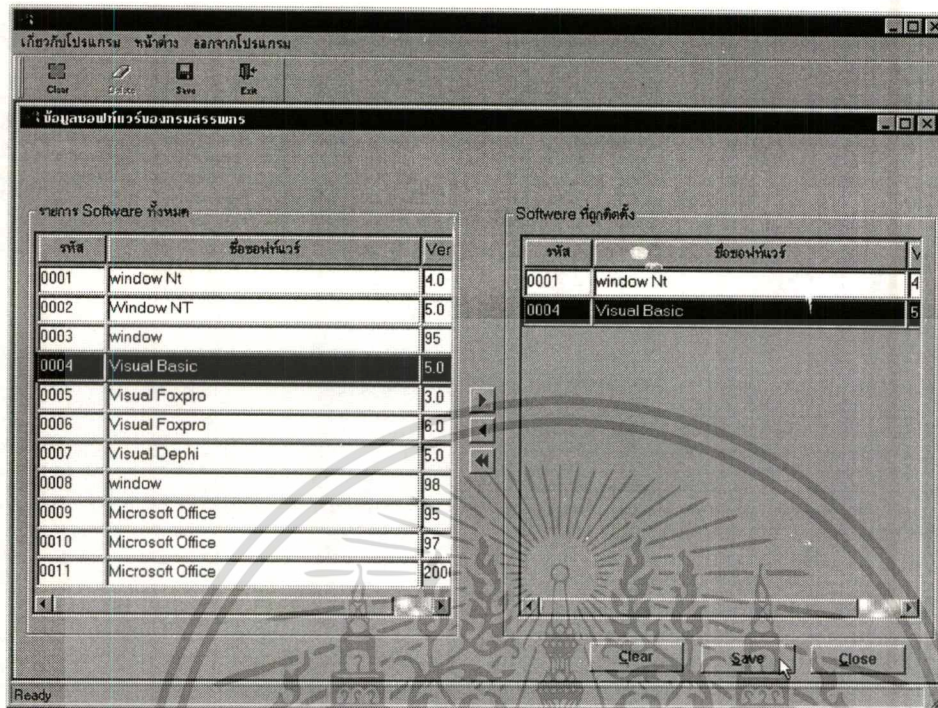 เกี่ยวกับโปรแกรม หน้าต่าง ออกจากโปรแกรม
Clear Delete Save Exit
ข้อมูลซอฟท์แวร์ของกรมสรรพกร
รายการ Software ทั้งหมด
รหัส ชื่อซอฟท์แวร์ Ver
0001 window Nt 4.0
0002 Window NT 5.0
0003 window 95
0004 Visual Basic 5.0
0005 Visual Foxpro 3.0
0006 Visual Foxpro 6.0
0007 Visual Dephi 5.0
0008 window 98
0009 Microsoft Office 95
0010 Microsoft Office 97
0011 Microsoft Office 200
Software ที่ถูกติดตั้ง
รหัส ชื่อซอฟท์แวร์ V
0001 window Nt 4
0004 Visual Basic 5
Clear Save Close
Ready